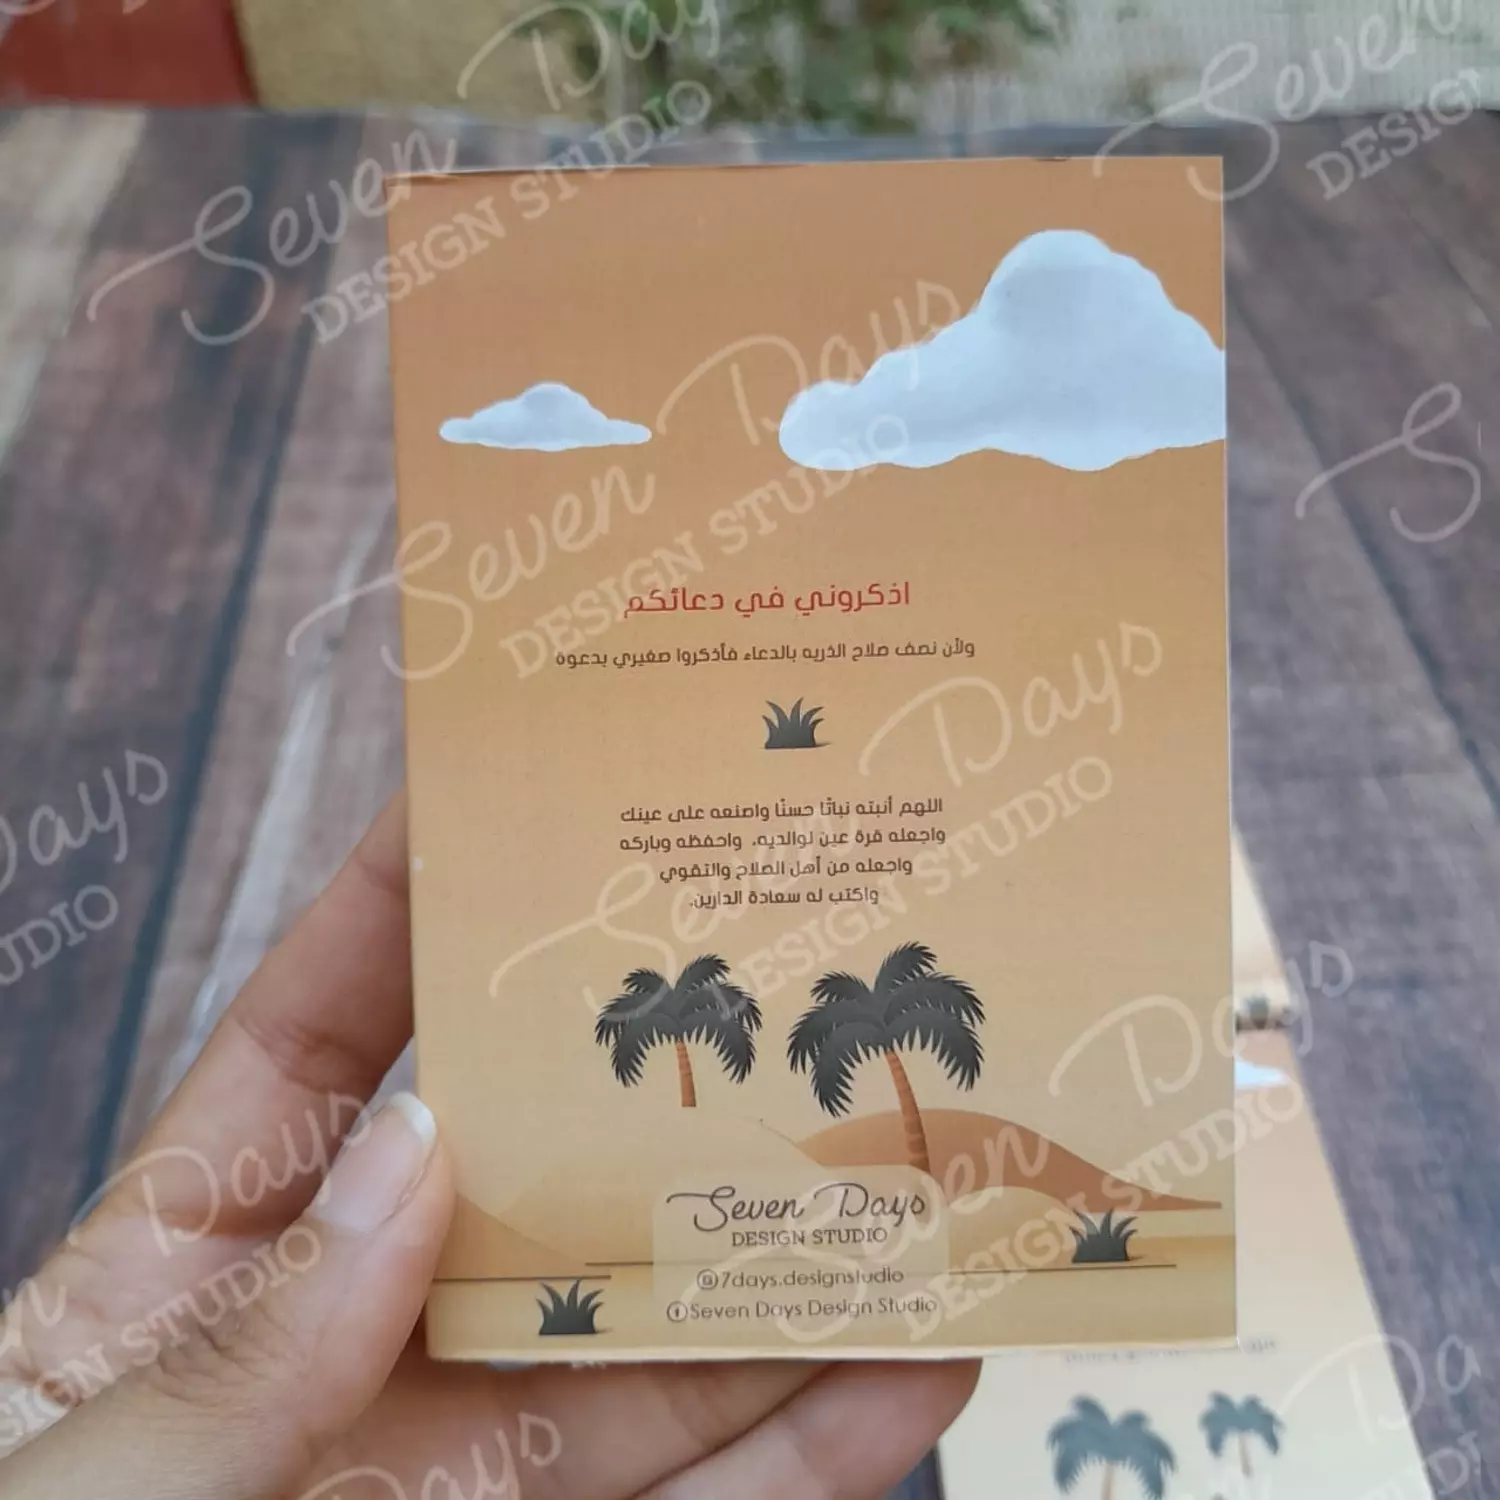 اذكروني في دعائكم
ولأن نصف صلاح الذريه بالدعاء فأذكروا صغيري بدعوة
اللهم أنبته نباتًا حسنًا واصنعه على عينك
واجعله قرة عين لوالديه، واحفظه وباركه
واجعله من أهل الصلاح والتقوي
واكتب له سعادة الدارين.
Seven Days
DESIGN STUDIO
7days.designstudio
Seven Days Design Studio